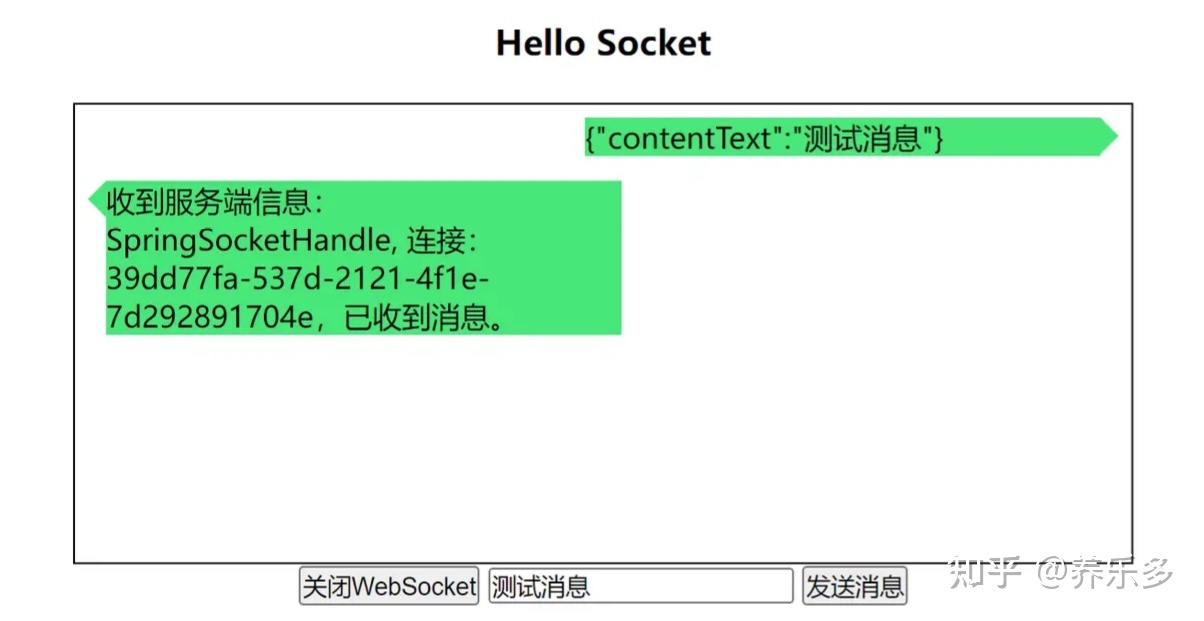 Hello Socket
{"contentText":"测试消息"}
收到服务端信息：
SpringSocketHandle, 连接：
39dd77fa-537d-2121-4f1e-
7d292891704e，已收到消息。
关闭WebSocket 测试消息 发送消息
知乎 @养乐多